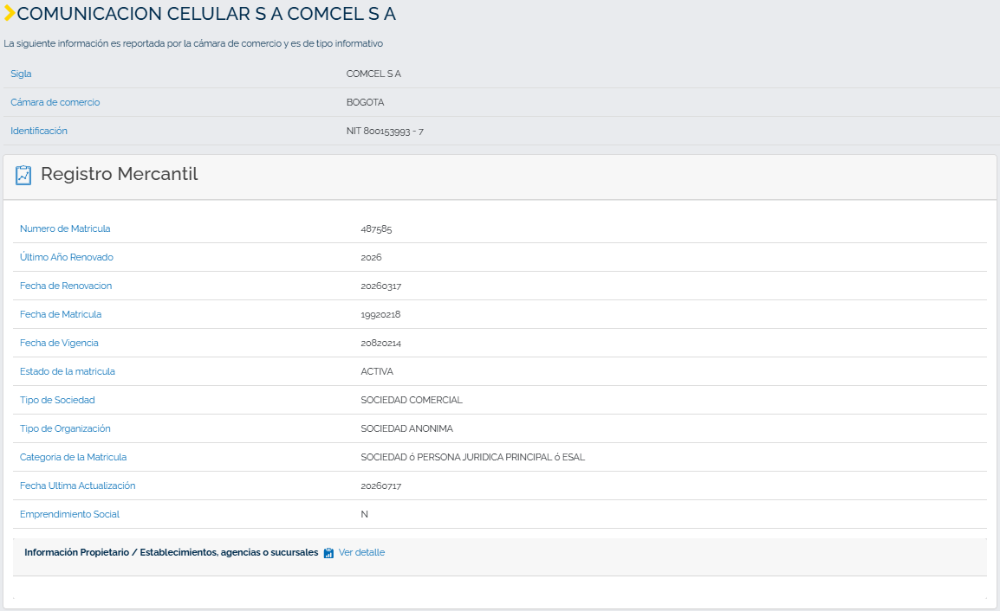 COMUNICACION CELULAR S A COMCEL S A
La siguiente información es reportada por la cámara de comercio y es de tipo informativo
Sigla COMCEL S A
Cámara de comercio BOGOTA
Identificación NIT 800153993 - 7
Registro Mercantil
Numero de Matricula 487585
Último Año Renovado 2026
Fecha de Renovacion 20260317
Fecha de Matricula 19920218
Fecha de Vigencia 20820214
Estado de la matricula ACTIVA
Tipo de Sociedad SOCIEDAD COMERCIAL
Tipo de Organización SOCIEDAD ANONIMA
Categoria de la Matricula SOCIEDAD ó PERSONA JURIDICA PRINCIPAL ó ESAL
Fecha Ultima Actualización 20260717
Emprendimiento Social N
Información Propietario / Establecimientos, agencias o sucursales Ver detalle